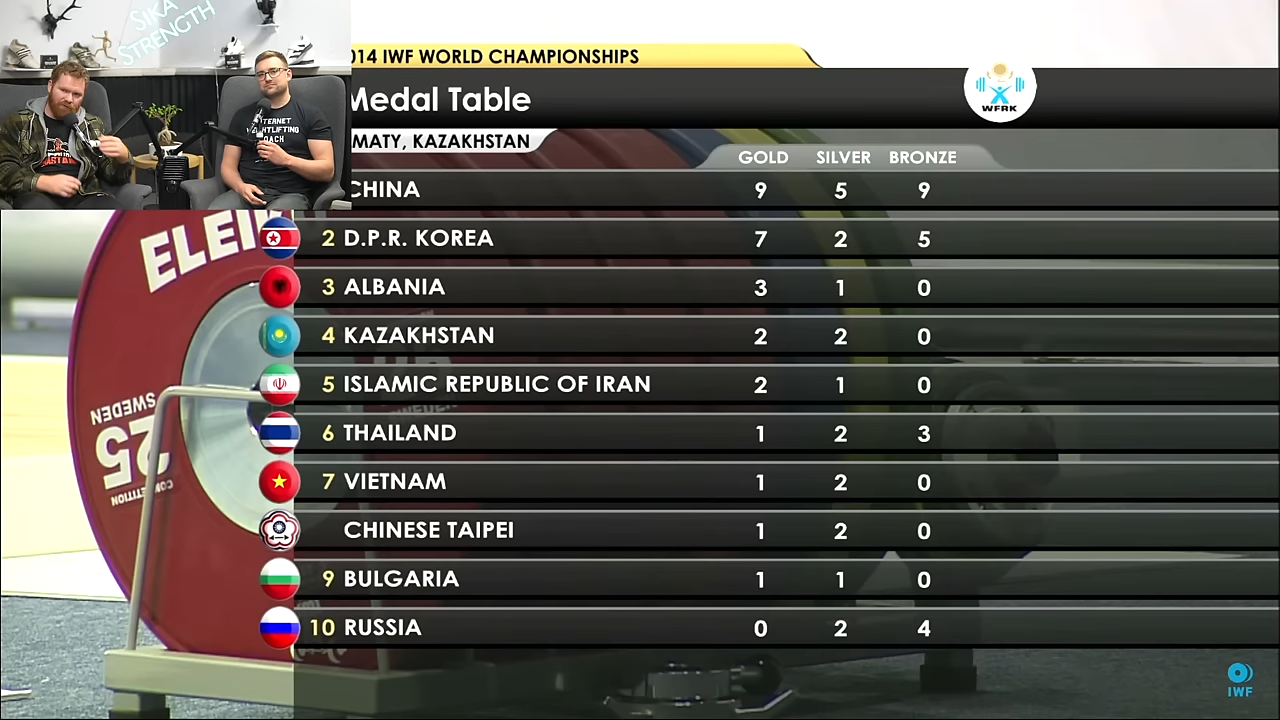 SIKA
STRENGTH
014 IWF WORLD CHAMPIONSHIPS
Medal Table
WFRK
MATY, KAZAKHSTAN
GOLD SILVER BRONZE
CHINA 9 5 9
2 D.P.R. KOREA 7 2 5
3 ALBANIA 3 1 0
4 KAZAKHSTAN 2 2 0
5 ISLAMIC REPUBLIC OF IRAN 2 1 0
6 THAILAND 1 2 3
7 VIETNAM 1 2 0
CHINESE TAIPEI 1 2 0
9 BULGARIA 1 1 0
10 RUSSIA 0 2 4
ELEIK
SWEDEN
25
COMPETITION
IWF